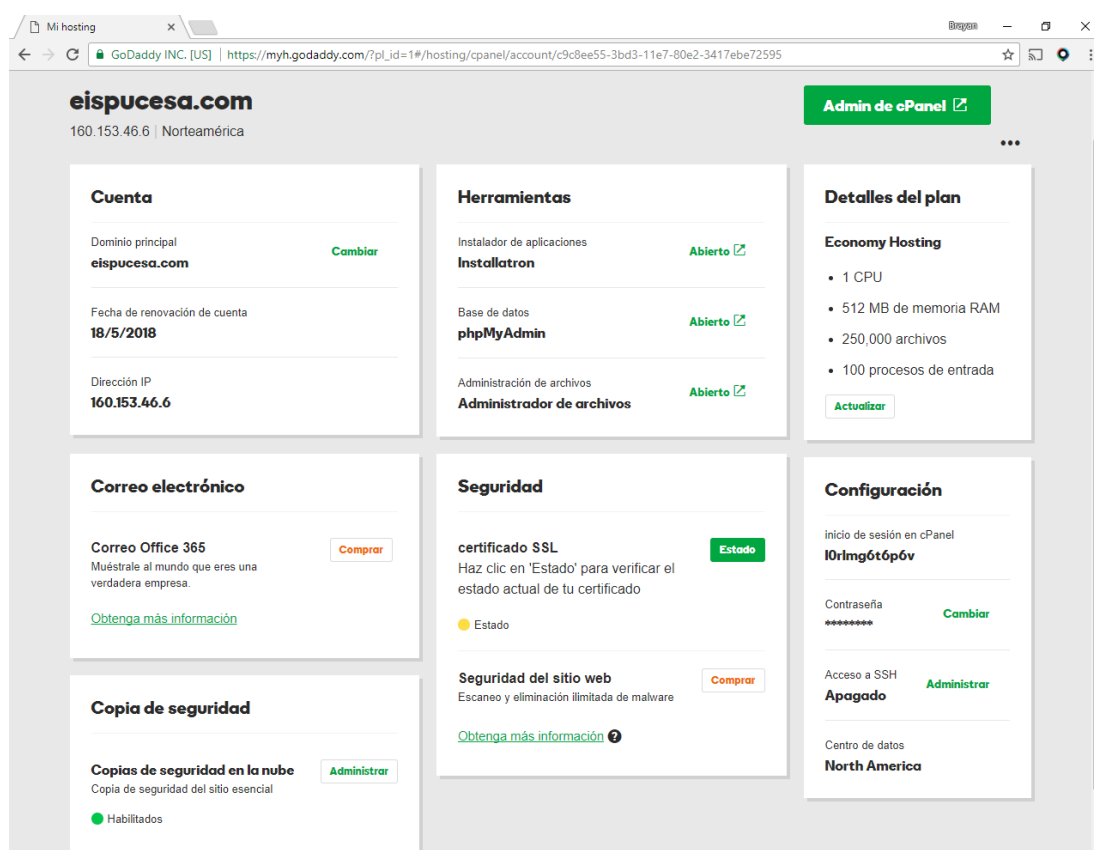 Mi hosting
Brayan
GoDaddy INC. [US] | https://myh.godaddy.com/?pl_id=1#/hosting/cpanel/account/c9c8ee55-3bd3-11e7-80e2-3417ebe72595
eispucesa.com
160.153.46.6 | Norteamérica
Admin de cPanel
Cuenta
Dominio principal
eispucesa.com
Cambiar
Fecha de renovación de cuenta
18/5/2018
Dirección IP
160.153.46.6
Herramientas
Instalador de aplicaciones
Installatron
Abierto
Base de datos
phpMyAdmin
Abierto
Administración de archivos
Administrador de archivos
Abierto
Detalles del plan
Economy Hosting
• 1 CPU
• 512 MB de memoria RAM
• 250,000 archivos
• 100 procesos de entrada
Actualizar
Correo electrónico
Correo Office 365
Muéstrale al mundo que eres una
verdadera empresa.
Comprar
Obtenga más información
Seguridad
certificado SSL
Haz clic en 'Estado' para verificar el
estado actual de tu certificado
Estado
Estado
Seguridad del sitio web
Escaneo y eliminación ilimitada de malware
Comprar
Obtenga más información
Configuración
inicio de sesión en cPanel
l0rlmg6t6p6v
Contraseña
********
Cambiar
Acceso a SSH
Apagado
Administrar
Centro de datos
North America
Copia de seguridad
Copias de seguridad en la nube
Copia de seguridad del sitio esencial
Administrar
Habilitados